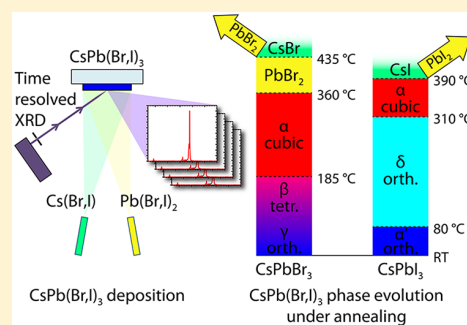 CsPb(Br,I)₃
Time
resolved
XRD
Cs(Br,I)
Pb(Br,I)₂
CsPb(Br,I)₃ deposition
PbBr₂
CsBr
435 °C
PbBr₂
360 °C
α
cubic
185 °C
β
tetr.
γ
orth.
CsPbBr₃
PbI₂
CsI
390 °C
α
cubic
310 °C
δ
orth.
80 °C
α
orth.
RT
CsPbI₃
CsPb(Br,I)₃ phase evolution
under annealing